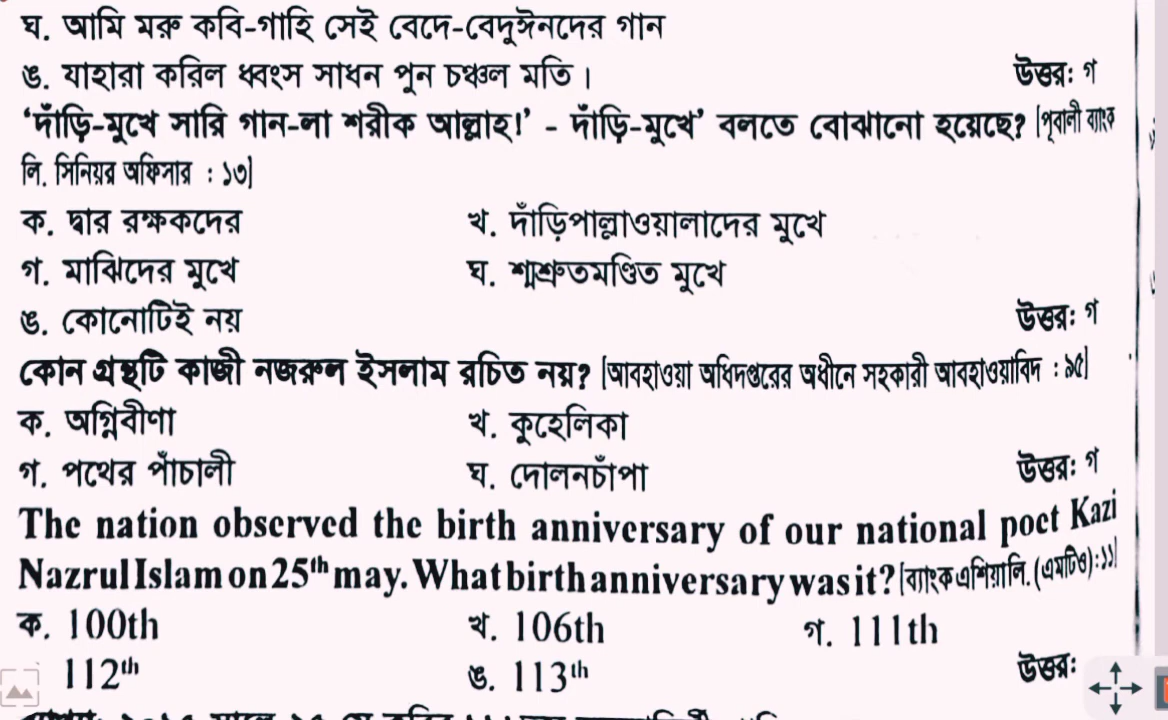 ঘ. আমি মরু কবি-গাহি সেই বেদে-বেদুঈনদের গান
ঙ. যাহারা করিল ধ্বংস সাধন পুন চঞ্চল মতি। উত্তর: গ
‘দাঁড়ি-মুখে সারি গান-লা শরীক আল্লাহ!’ - দাঁড়ি-মুখে’ বলতে বোঝানো হয়েছে? [পূবালী ব্যাংক
লি. সিনিয়র অফিসার : ১৩]
ক. দ্বার রক্ষকদের খ. দাঁড়িপাল্লাওয়ালাদের মুখে
গ. মাঝিদের মুখে ঘ. শ্মশ্রুতমণ্ডিত মুখে
ঙ. কোনোটিই নয় উত্তর: গ
কোন গ্রন্থটি কাজী নজরুল ইসলাম রচিত নয়? [আবহাওয়া অধিদপ্তরের অধীনে সহকারী আবহাওয়াবিদ : ৯৫]
ক. অগ্নিবীণা খ. কুহেলিকা
গ. পথের পাঁচালী ঘ. দোলনচাঁপা উত্তর: গ
The nation observed the birth anniversary of our national poet Kazi
Nazrul Islam on 25th may. What birth anniversary was it? [ব্যাংক এশিয়া লি. (এমটিও):১১]
ক. 100th খ. 106th গ. 111th
112th ঙ. 113th উত্তর: